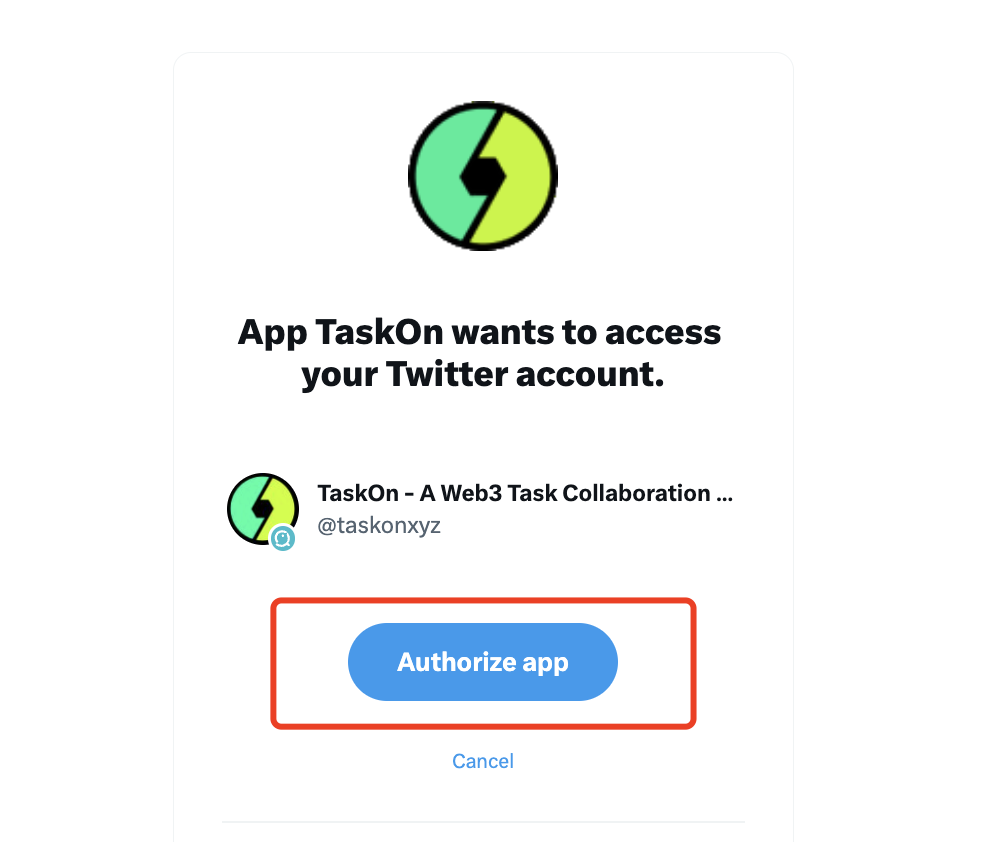 App TaskOn wants to access
your Twitter account.
TaskOn - A Web3 Task Collaboration ...
@taskonxyz
Authorize app
Cancel